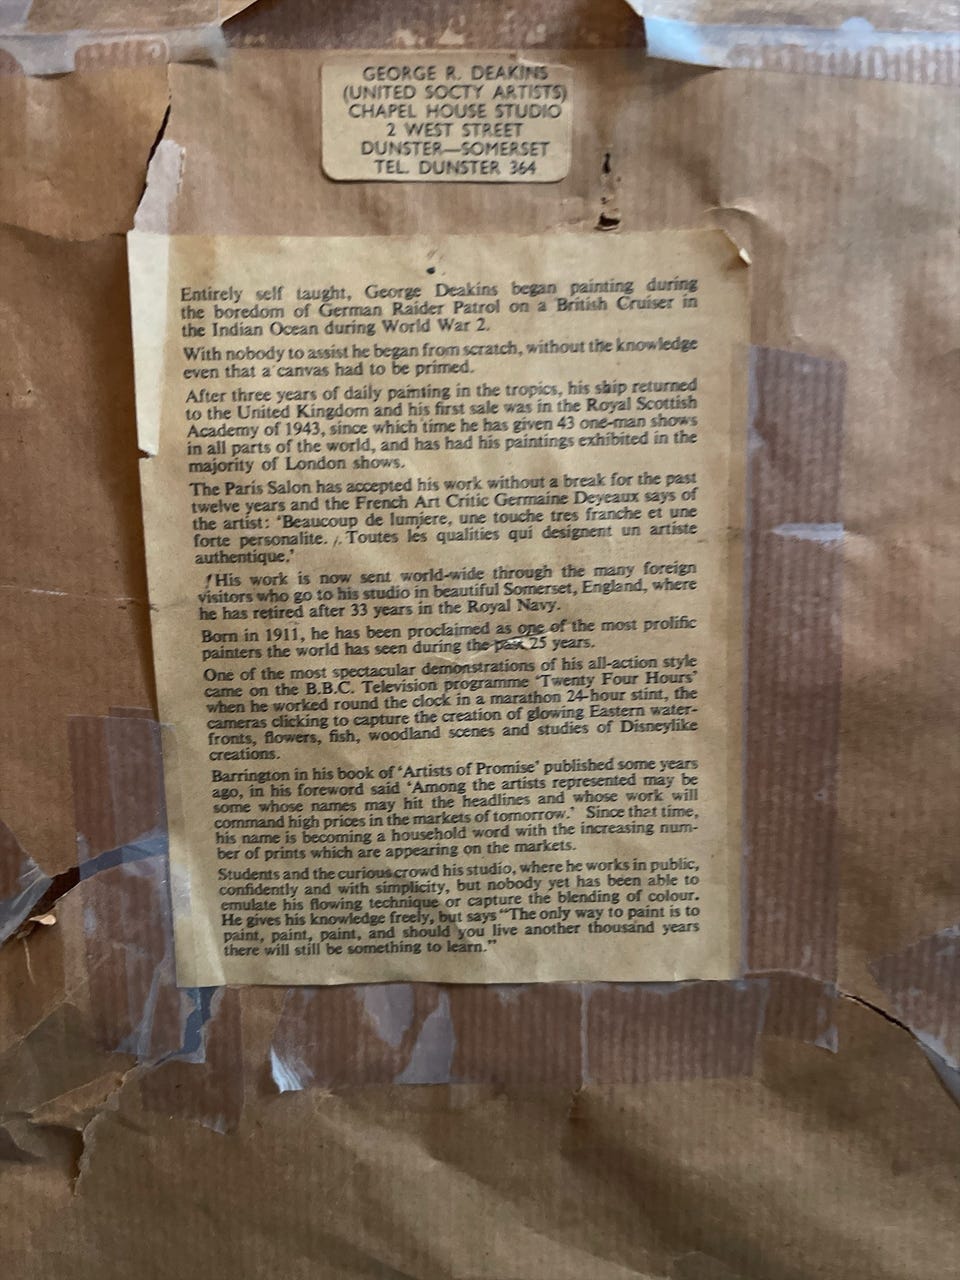 GEORGE R. DEAKINS
(UNITED SOCTY ARTISTS)
CHAPEL HOUSE STUDIO
2 WEST STREET
DUNSTER—SOMERSET
TEL. DUNSTER 364
Entirely self taught, George Deakins began painting during
the boredom of German Raider Patrol on a British Cruiser in
the Indian Ocean during World War 2.
With nobody to assist he began from scratch, without the knowledge
even that a canvas had to be primed.
After three years of daily painting in the tropics, his ship returned
to the United Kingdom and his first sale was in the Royal Scottish
Academy of 1943, since which time he has given 43 one-man shows
in all parts of the world, and has had his paintings exhibited in the
majority of London shows.
The Paris Salon has accepted his work without a break for the past
twelve years and the French Art Critic Germaine Deyeaux says of
the artist: 'Beaucoup de lumiere, une touche tres franche et une
forte personalite. Toutes les qualities qui designent un artiste
authentique.'
His work is now sent world-wide through the many foreign
visitors who go to his studio in beautiful Somerset, England, where
he has retired after 33 years in the Royal Navy.
Born in 1911, he has been proclaimed as one of the most prolific
painters the world has seen during the past 25 years.
One of the most spectacular demonstrations of his all-action style
came on the B.B.C. Television programme 'Twenty Four Hours'
when he worked round the clock in a marathon 24-hour stint, the
cameras clicking to capture the creation of glowing Eastern water-
fronts, flowers, fish, woodland scenes and studies of Disneylike
creations.
Barrington in his book of 'Artists of Promise' published some years
ago, in his foreword said 'Among the artists represented may be
some whose names may hit the headlines and whose work will
command high prices in the markets of tomorrow.' Since that time,
his name is becoming a household word with the increasing num-
ber of prints which are appearing on the markets.
Students and the curious crowd his studio, where he works in public,
confidently and with simplicity, but nobody yet has been able to
emulate his flowing technique or capture the blending of colour.
He gives his knowledge freely, but says "The only way to paint is to
paint, paint, paint, and should you live another thousand years
there will still be something to learn."